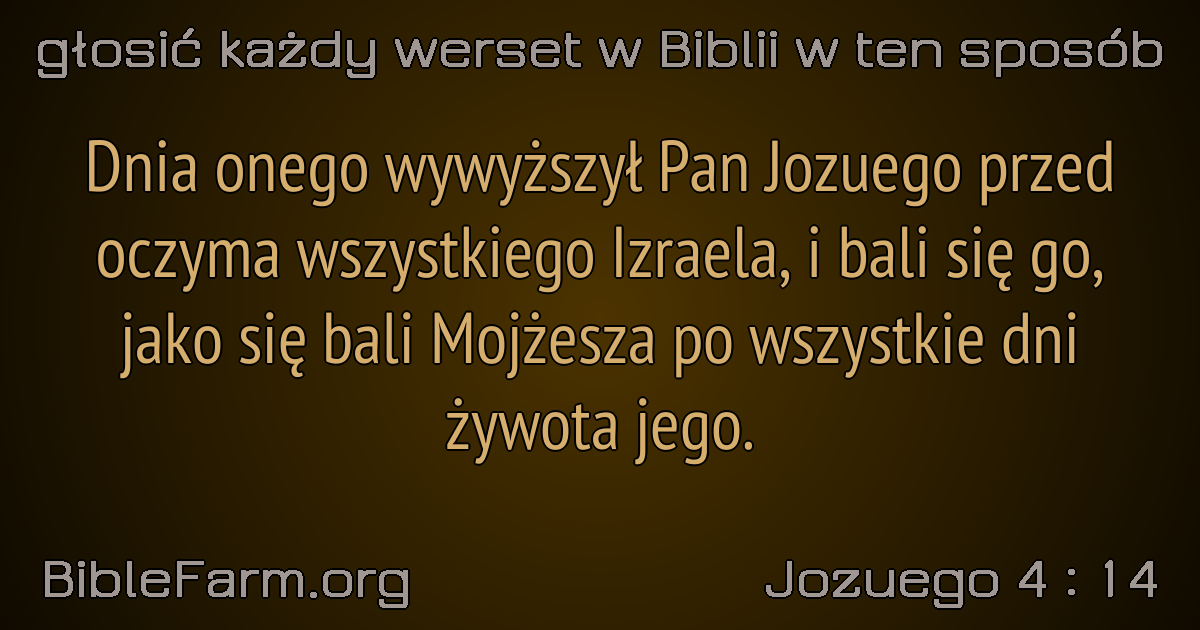 głosić każdy werset w Biblii w ten sposób
Dnia onego wywyższył Pan Jozuego przed
oczyma wszystkiego Izraela, i bali się go,
jako się bali Mojżesza po wszystkie dni
żywota jego.
BibleFarm.org
Jozuego 4 : 14